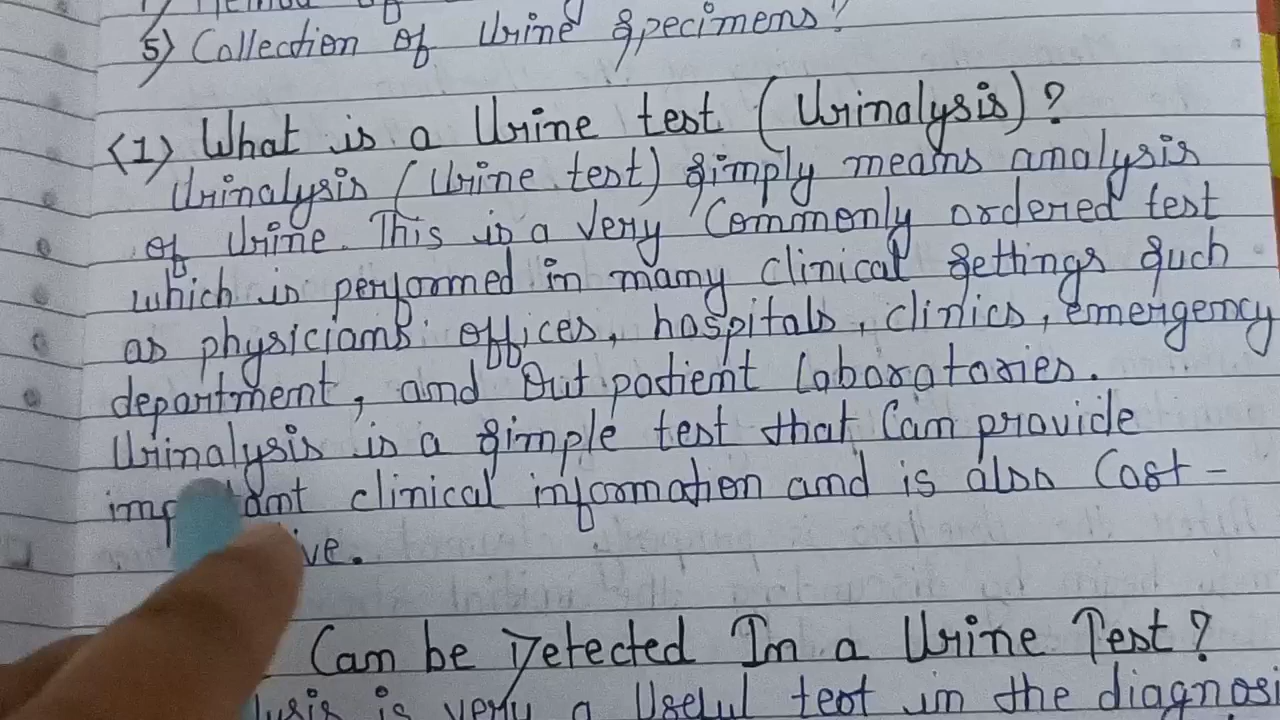 5) Collection of Urine Specimens!
(1) What is a Urine test (Urinalysis)?
Urinalysis (Urine test) simply means analysis
of Urine. This is a very Commonly ordered test
which is performed in many clinical settings such
as physicians offices, hospitals, clinics, emergency
department, and Out patient laboratories.
Urinalysis is a simple test that Can provide
clinical information and is also Cost-
Can be Detected In a Urine Test?
is very a Useful test in the